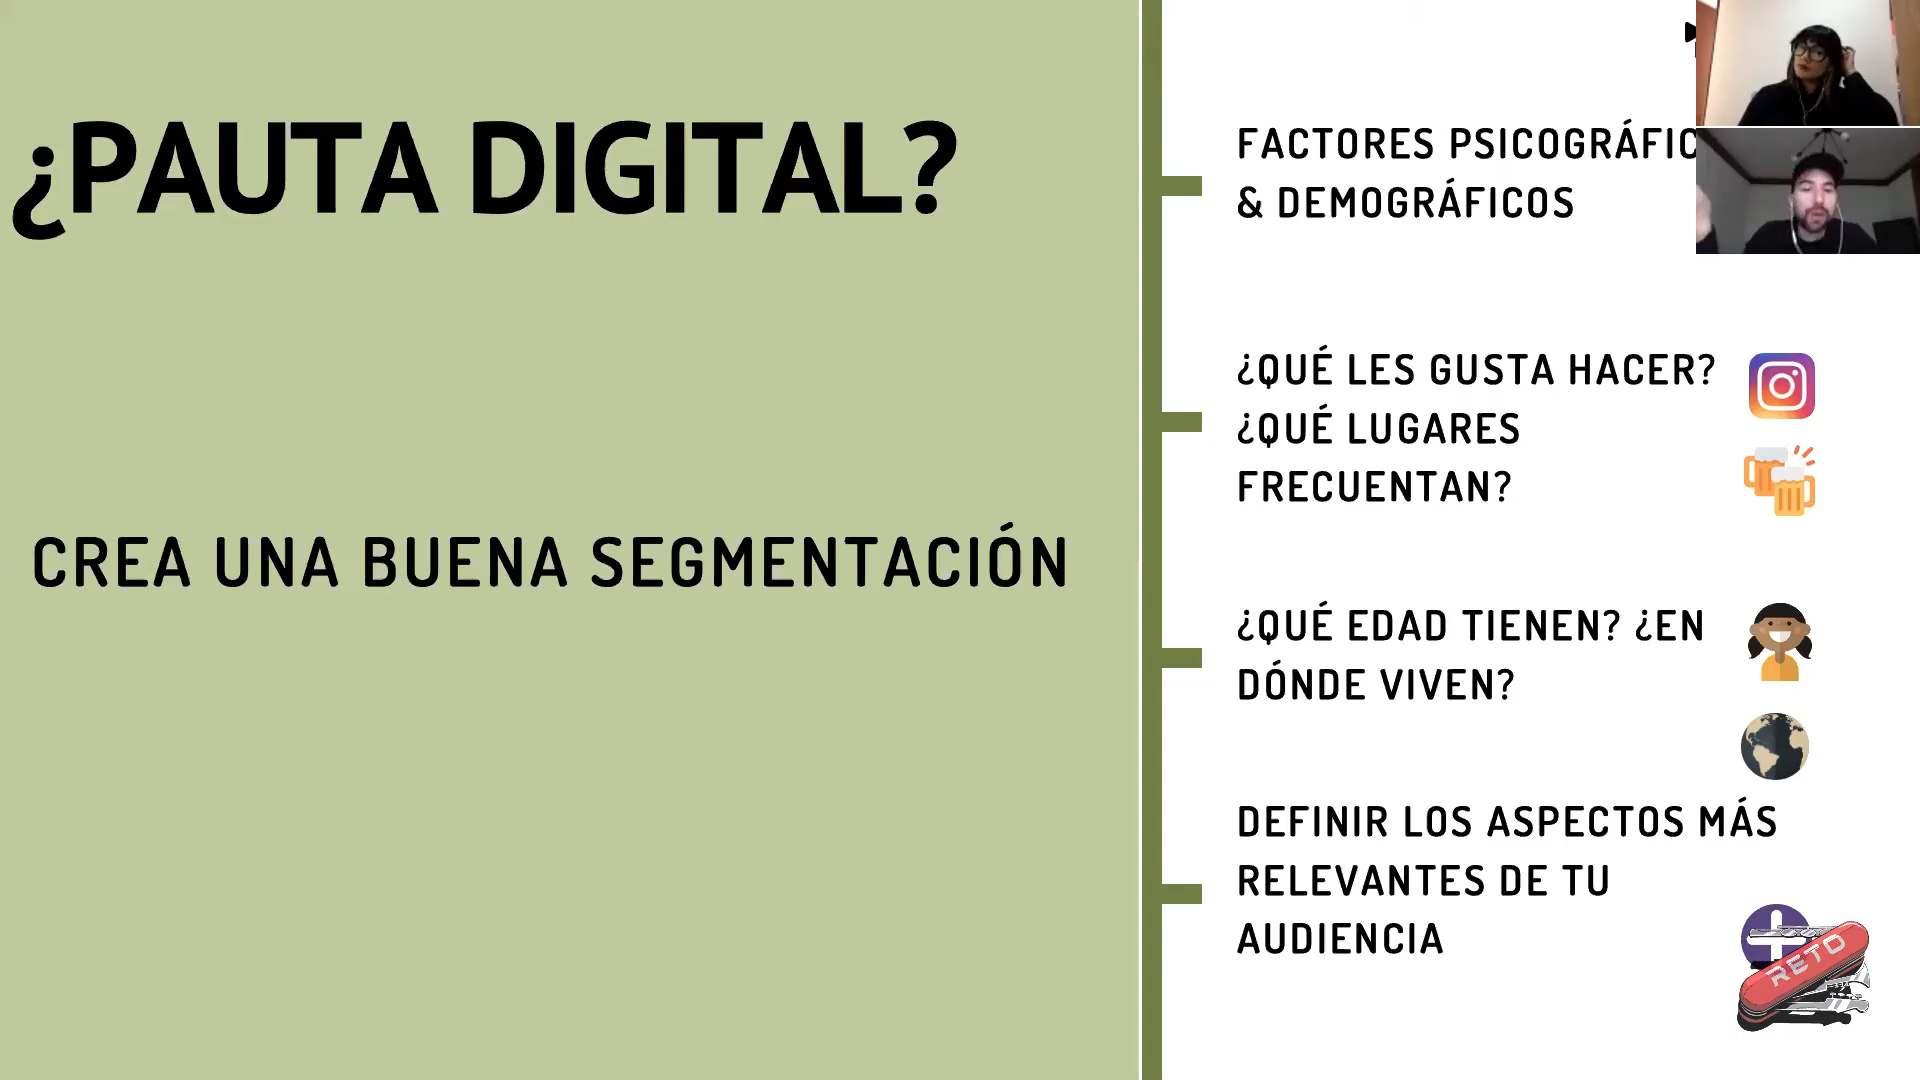 ¿PAUTA DIGITAL?
CREA UNA BUENA SEGMENTACIÓN
FACTORES
& DEMOGRÁFICOS
¿QUÉ LES GUSTA HACER?
¿QUÉ LUGARES
FRECUENTAN?
¿QUÉ EDAD TIENEN? ¿EN
DÓNDE VIVEN?
DEFINIR LOS ASPECTOS MÁS
RELEVANTES DE TU
AUDIENCIA
RETO